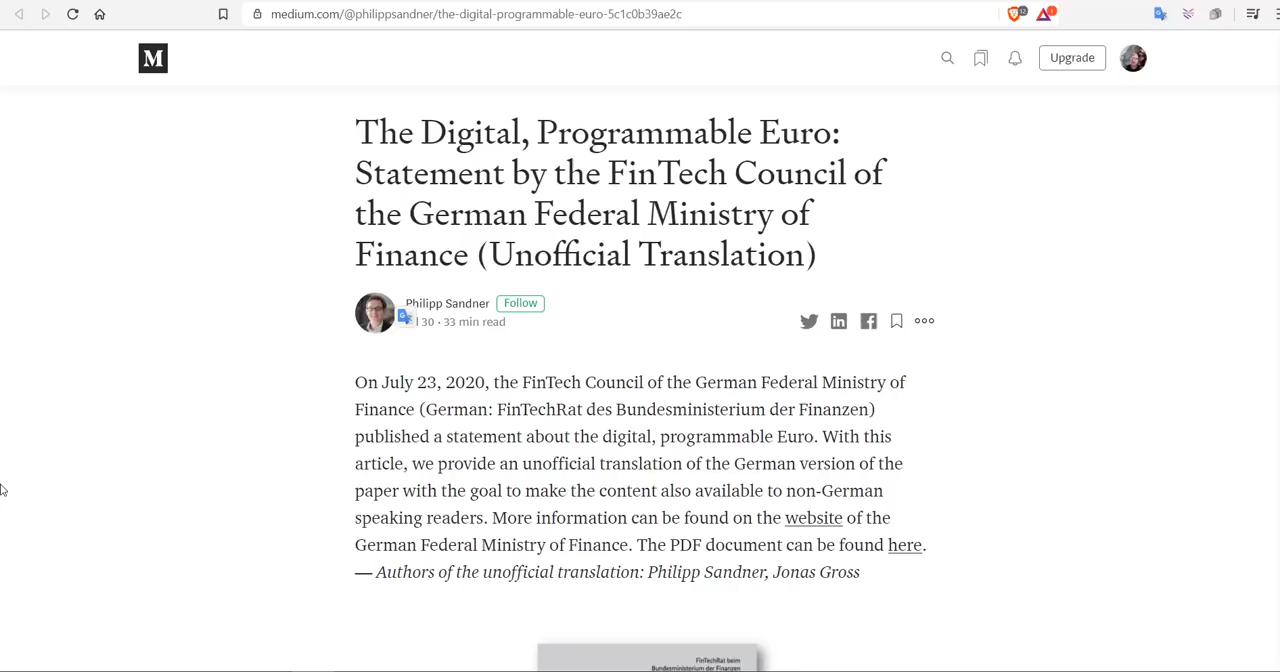 medium.com/@philippsandner/the-digital-programmable-euro-5c1c0b39ae2c
12
1
M
Upgrade
The Digital, Programmable Euro:
Statement by the FinTech Council of
the German Federal Ministry of
Finance (Unofficial Translation)
Philipp Sandner Follow
l 30 · 33 min read
On July 23, 2020, the FinTech Council of the German Federal Ministry of
Finance (German: FinTechRat des Bundesministerium der Finanzen)
published a statement about the digital, programmable Euro. With this
article, we provide an unofficial translation of the German version of the
paper with the goal to make the content also available to non-German
speaking readers. More information can be found on the website of the
German Federal Ministry of Finance. The PDF document can be found here.
— Authors of the unofficial translation: Philipp Sandner, Jonas Gross
FinTechRat beim
Bundesministerium der Finanzen